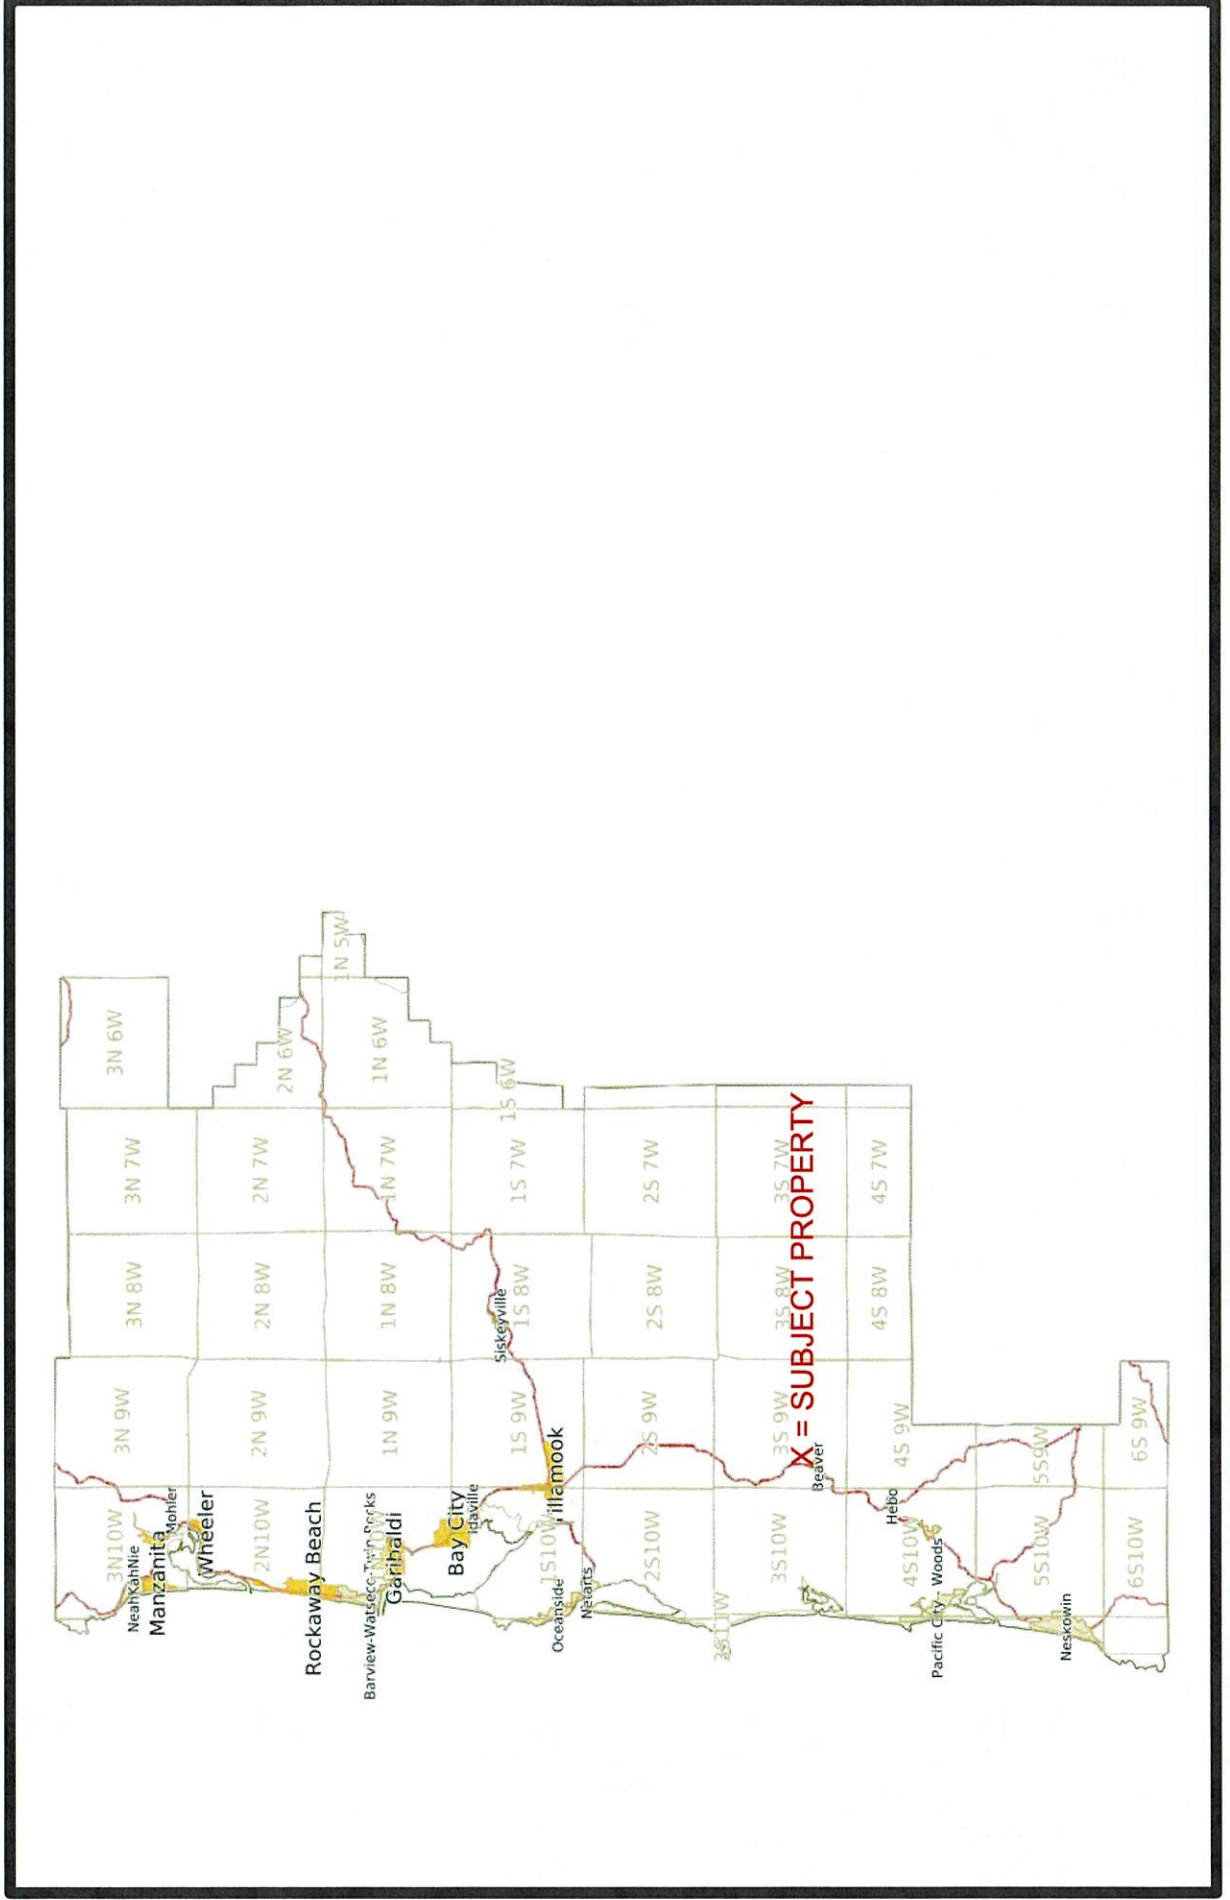 3N10W
3N 9W
3N 8W
3N 7W
3N 6W
NeahKahNie
Manzanita
Mohler
Wheeler
2N10W
2N 9W
2N 8W
2N 7W
2N 6W
Rockaway Beach
1N 5W
Barview-Watseco-Twin Rocks
Garibaldi
1N 9W
1N 8W
1N 7W
1N 6W
Bay City
Idaville
Siskeyville
1S10W
1S 9W
1S 8W
1S 7W
1S 6W
Tillamook
Oceanside
Netarts
2S10W
2S 9W
2S 8W
2S 7W
3S11W
3S10W
3S 9W
3S 8W
3S 7W
X = SUBJECT PROPERTY
Beaver
4S10W
4S 9W
4S 8W
4S 7W
Hebo
Pacific City - Woods
5S10W
5S9W
Neskowin
6S10W
6S 9W